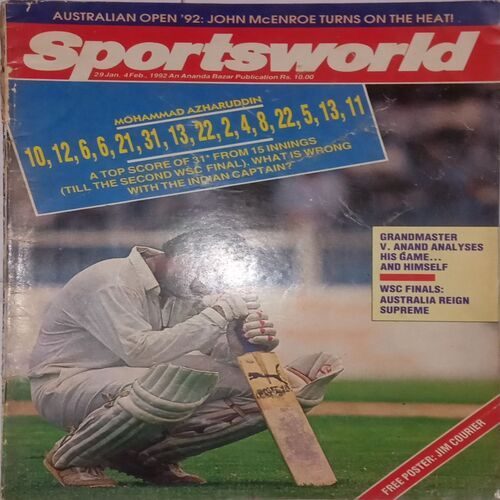 AUSTRALIAN OPEN '92: JOHN McENROE TURNS ON THE HEAT!
Sportsworld
29 Jan. 4 Feb., 1992 An Ananda Bazar Publication Rs. 10.00
MOHAMMAD AZHARUDDIN
10, 12, 6, 6, 21, 31, 13, 22, 2, 4, 8, 22, 5, 13, 11
A TOP SCORE OF 31* FROM 15 INNINGS
(TILL THE SECOND WSC FINAL). WHAT IS WRONG
WITH THE INDIAN CAPTAIN?
GRANDMASTER
V. ANAND ANALYSES
HIS GAME...
AND HIMSELF
WSC FINALS:
AUSTRALIA REIGN
SUPREME
FREE POSTER: JIM COURIER